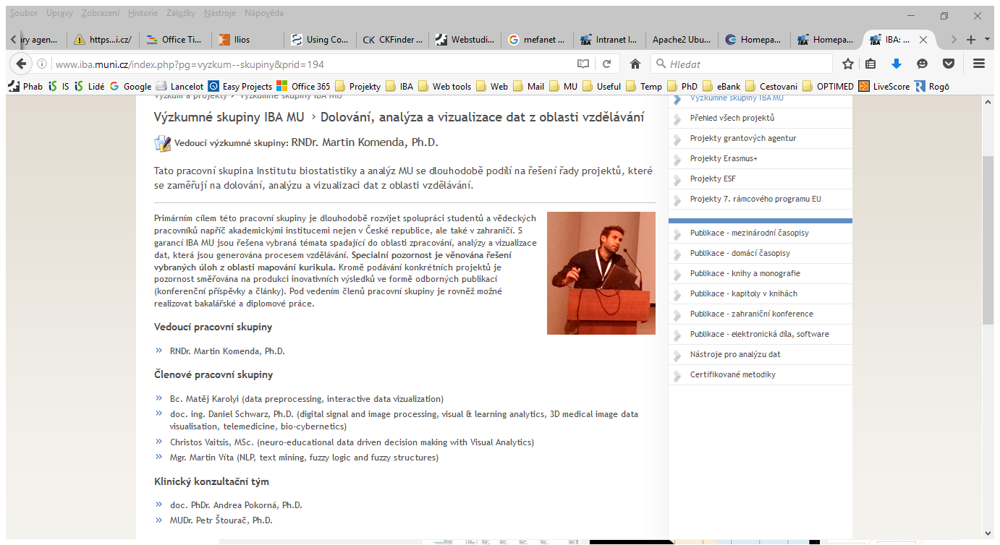 Soubor Úpravy Zobrazení Historie Záložky Nástroje Nápověda
ıry agen... https...i.cz/ Office Ti... Ilios Using Co... CKFinder ... Webstudi... mefanet ... Intranet I... Apache2 Ubu... Homepa... Homepa... IBA: ...
www.iba.muni.cz/index.php?pg=vyzkum--skupiny&prid=194 Hledat
Phab IS Lidé Google Lancelot Easy Projects Office 365 Projekty IBA Web tools Web Mail MU Useful Temp PhD eBank Cestovani OPTIMED LiveScore Rogō
Výzkum a projekty > Výzkumné skupiny IBA MU
Výzkumné skupiny IBA MU > Dolování, analýza a vizualizace dat z oblasti vzdělávání
Vedoucí výzkumné skupiny: RNDr. Martin Komenda, Ph.D.
Tato pracovní skupina Institutu biostatistiky a analýz MU se dlouhodobě podílí na řešení řady projektů, které
se zaměřují na dolování, analýzu a vizualizaci dat z oblasti vzdělávání.
Primárním cílem této pracovní skupiny je dlouhodobě rozvíjet spolupráci studentů a vědeckých
pracovníků napříč akademickými institucemi nejen v České republice, ale také v zahraničí. S
garancí IBA MU jsou řešena vybraná témata spadající do oblasti zpracování, analýzy a vizualizace
dat, která jsou generována procesem vzdělávání. Specialní pozornost je věnována řešení
vybraných úloh z oblasti mapování kurikula. Kromě podávání konkrétních projektů je
pozornost směřována na produkci inovativních výsledků ve formě odborných publikací
(konferenční příspěvky a články). Pod vedením členů pracovní skupiny je rovněž možné
realizovat bakalářské a diplomové práce.
Vedoucí pracovní skupiny
RNDr. Martin Komenda, Ph.D.
Členové pracovní skupiny
Bc. Matěj Karolyi (data preprocessing, interactive data vizualization)
doc. ing. Daniel Schwarz, Ph.D. (digital signal and image processing, visual & learning analytics, 3D medical image data
visualisation, telemedicine, bio-cybernetics)
Christos Vaitsis, MSc. (neuro-educational data driven decision making with Visual Analytics)
Mgr. Martin Víta (NLP, text mining, fuzzy logic and fuzzy structures)
Klinický konzultační tým
doc. PhDr. Andrea Pokorná, Ph.D.
MUDr. Petr Štourač, Ph.D.
Výzkumné skupiny IBA MU
Přehled všech projektů
Projekty grantových agentur
Projekty Erasmus+
Projekty ESF
Projekty 7. rámcového programu EU
Publikace - mezinárodní časopisy
Publikace - domácí časopisy
Publikace - knihy a monografie
Publikace - kapitoly v knihách
Publikace - zahraniční konference
Publikace - elektronická díla, software
Nástroje pro analýzu dat
Certifikované metodiky